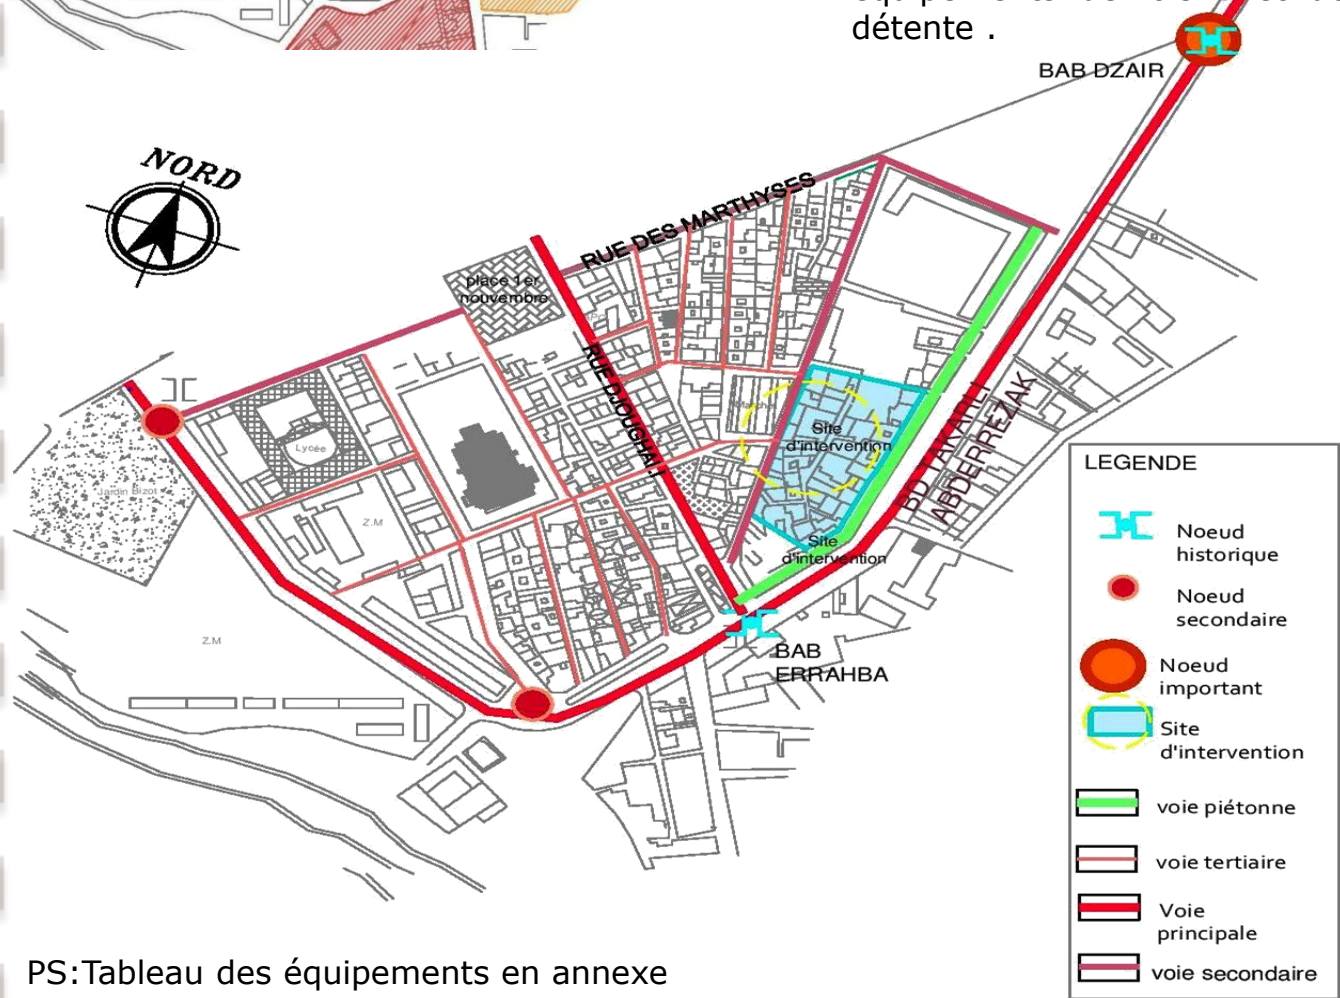 détente .
BAB DZAIR
NORD
RUE DES MARTHYSES
place 1er
nouvembre
RUE DJOUGHALI
Lycée
Jardin Bizot
Z.M
Z.M
Site
d'intervention
Site
d'intervention
BD TAKARLI
ABDERREZAK
BAB
ERRAHBA
LEGENDE
Noeud
historique
Noeud
secondaire
Noeud
important
Site
d'intervention
voie piétonne
voie tertiaire
Voie
principale
voie secondaire
PS:Tableau des équipements en annexe